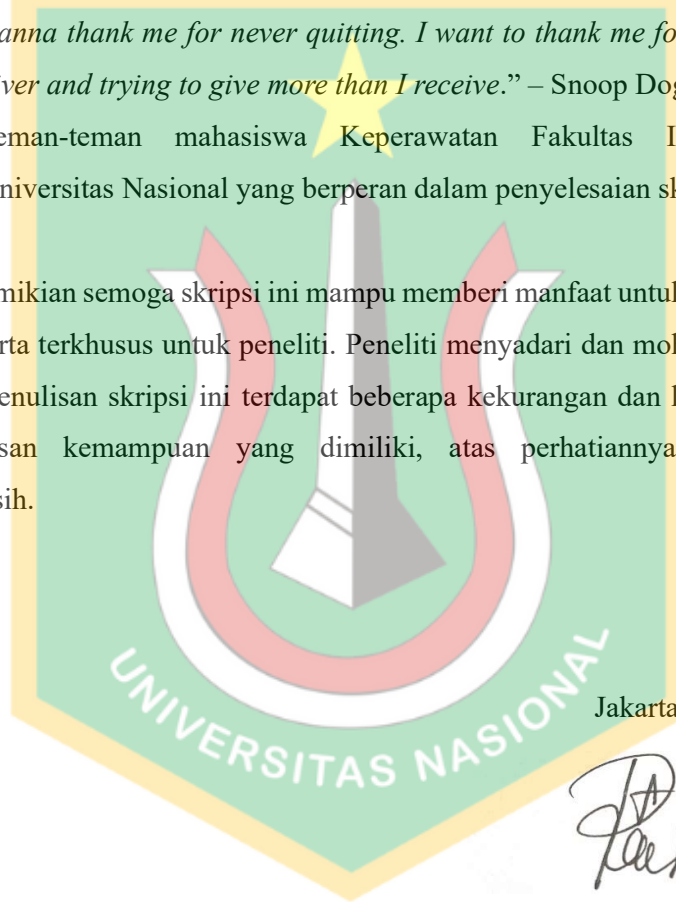 anna thank me for never quitting. I want to thank me fo
ver and trying to give more than I receive.” – Snoop Dog
eman-teman mahasiswa Keperawatan Fakultas I
niversitas Nasional yang berperan dalam penyelesaian sk
mikian semoga skripsi ini mampu memberi manfaat untuk
rta terkhusus untuk peneliti. Peneliti menyadari dan mol
enulisan skripsi ini terdapat beberapa kekurangan dan
san kemampuan yang dimiliki, atas perhatiannya
sih.
UNIVERSITAS NASIONAL
Jakarta